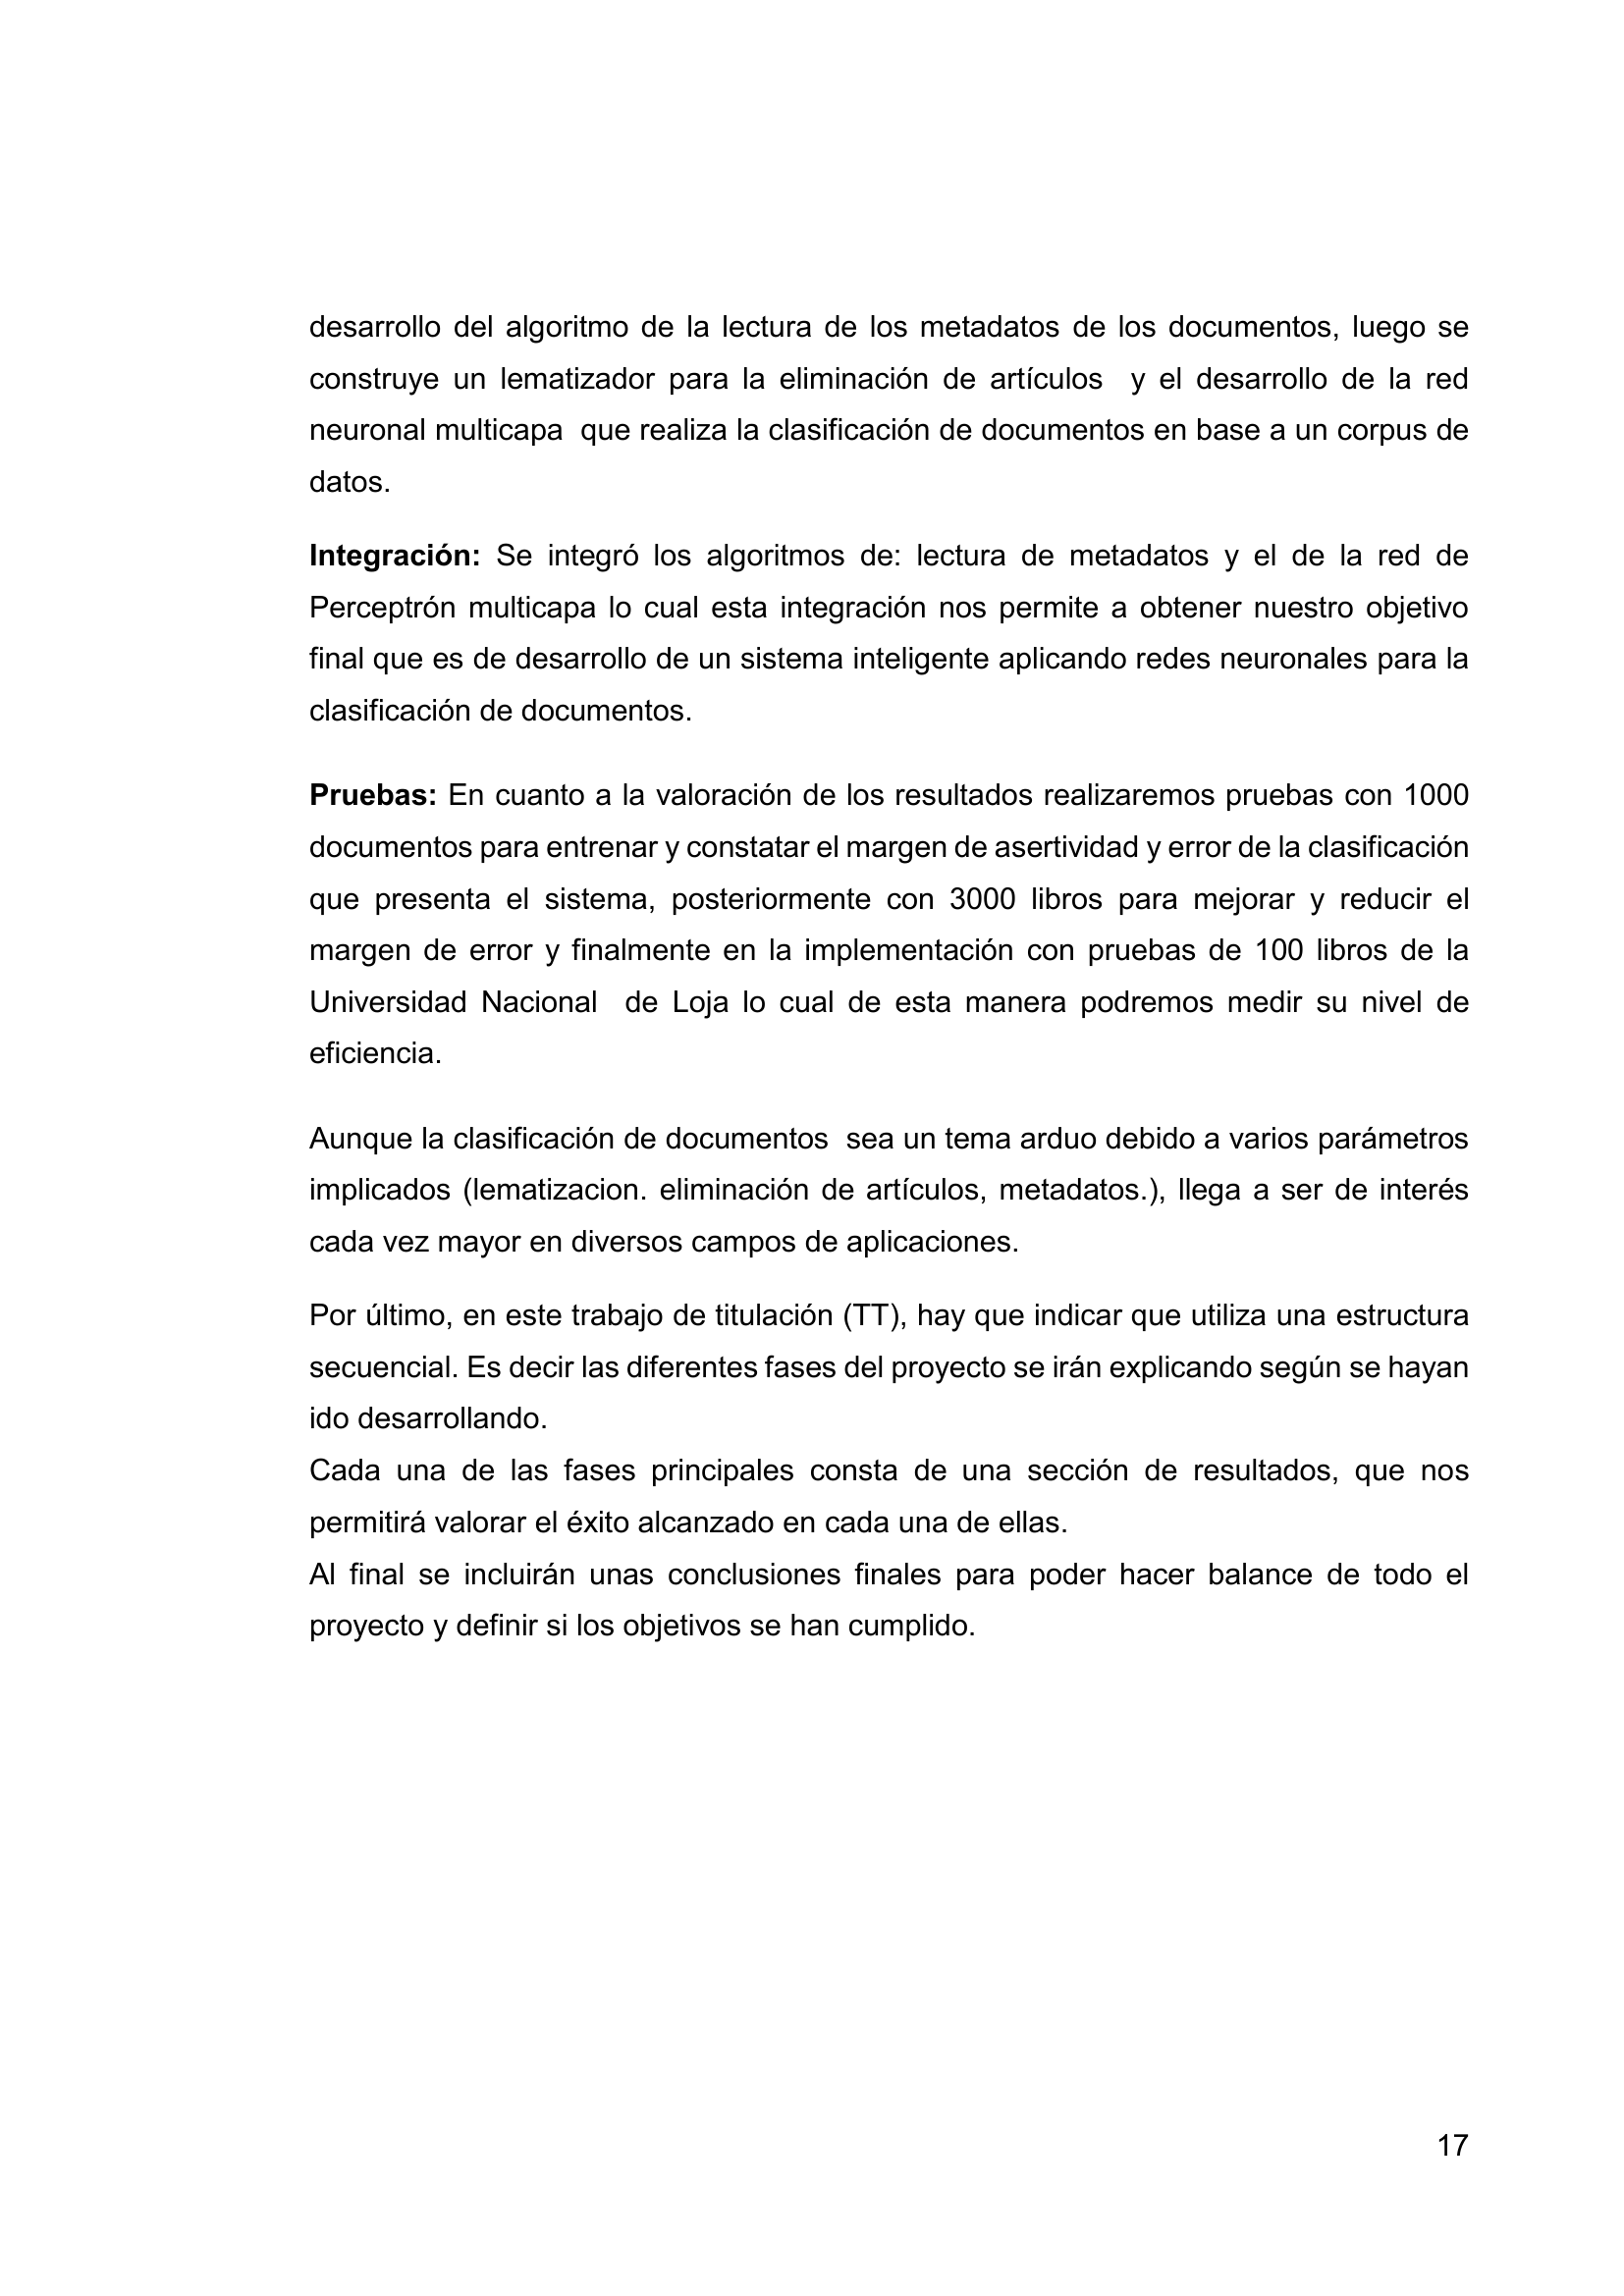 desarrollo del algoritmo de la lectura de los metadatos de los documentos, luego se
construye un lematizador para la eliminación de artículos  y el desarrollo de la red
neuronal multicapa  que realiza la clasificación de documentos en base a un corpus de
datos.
Integración: Se integró los algoritmos de: lectura de metadatos y el de la red de
Perceptrón multicapa lo cual esta integración nos permite a obtener nuestro objetivo
final que es de desarrollo de un sistema inteligente aplicando redes neuronales para la
clasificación de documentos.
Pruebas: En cuanto a la valoración de los resultados realizaremos pruebas con 1000
documentos para entrenar y constatar el margen de asertividad y error de la clasificación
que presenta el sistema, posteriormente con 3000 libros para mejorar y reducir el
margen de error y finalmente en la implementación con pruebas de 100 libros de la
Universidad Nacional  de Loja lo cual de esta manera podremos medir su nivel de
eficiencia.
Aunque la clasificación de documentos  sea un tema arduo debido a varios parámetros
implicados (lematizacion. eliminación de artículos, metadatos.), llega a ser de interés
cada vez mayor en diversos campos de aplicaciones.
Por último, en este trabajo de titulación (TT), hay que indicar que utiliza una estructura
secuencial. Es decir las diferentes fases del proyecto se irán explicando según se hayan
ido desarrollando.
Cada una de las fases principales consta de una sección de resultados, que nos
permitirá valorar el éxito alcanzado en cada una de ellas.
Al final se incluirán unas conclusiones finales para poder hacer balance de todo el
proyecto y definir si los objetivos se han cumplido.
17